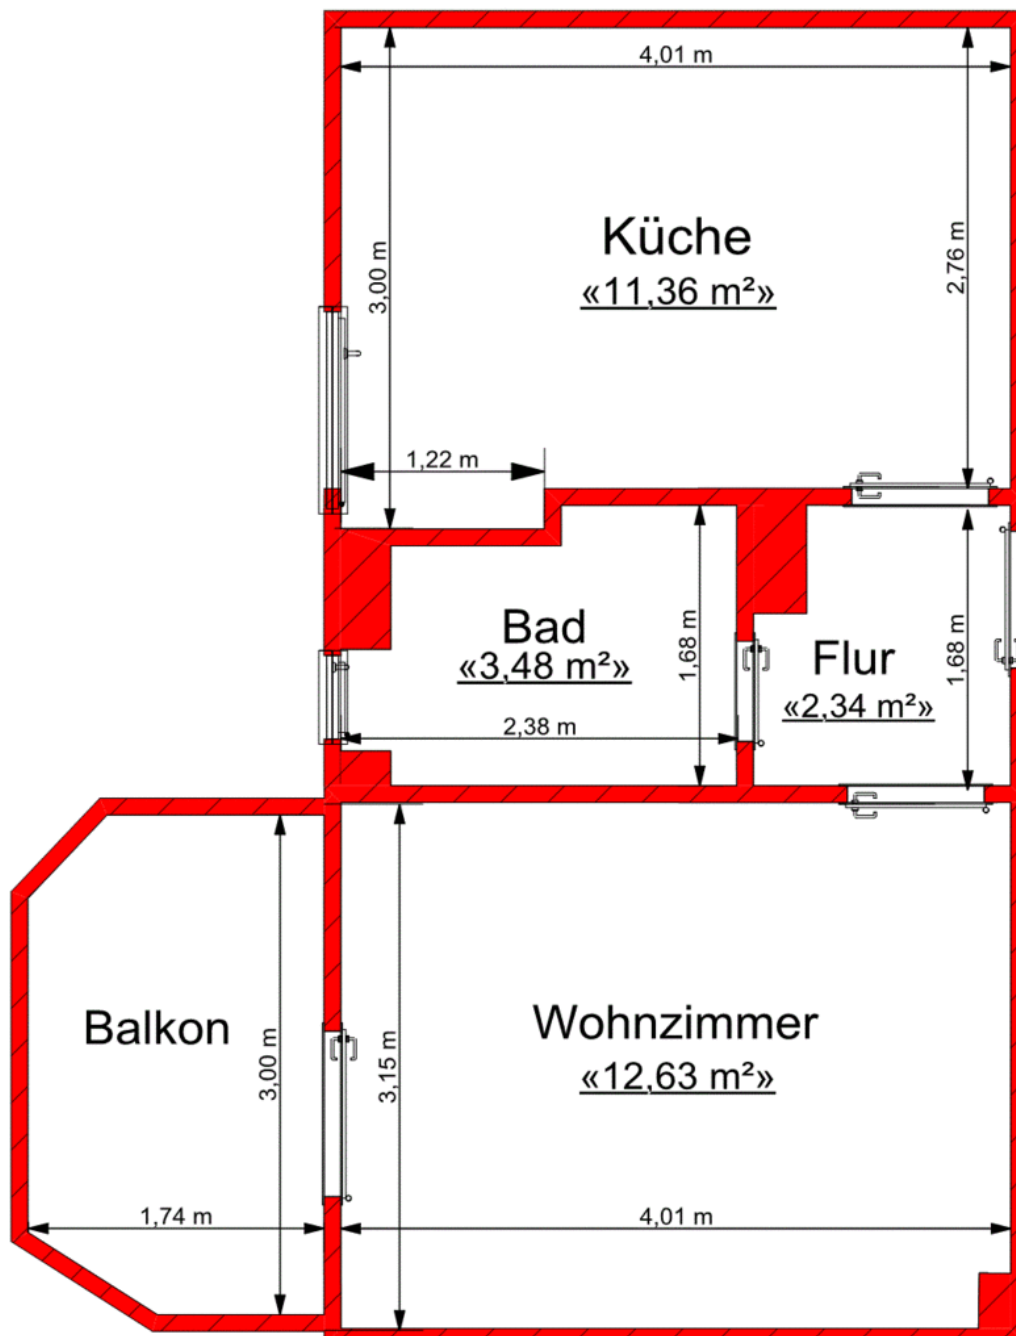 4,01 m
Küche
«11,36 m²»
3,00 m
2,76 m
1,22 m
Bad
«3,48 m²»
1,68 m
2,38 m
Flur
«2,34 m²»
1,68 m
Balkon
3,00 m
1,74 m
Wohnzimmer
«12,63 m²»
3,15 m
4,01 m